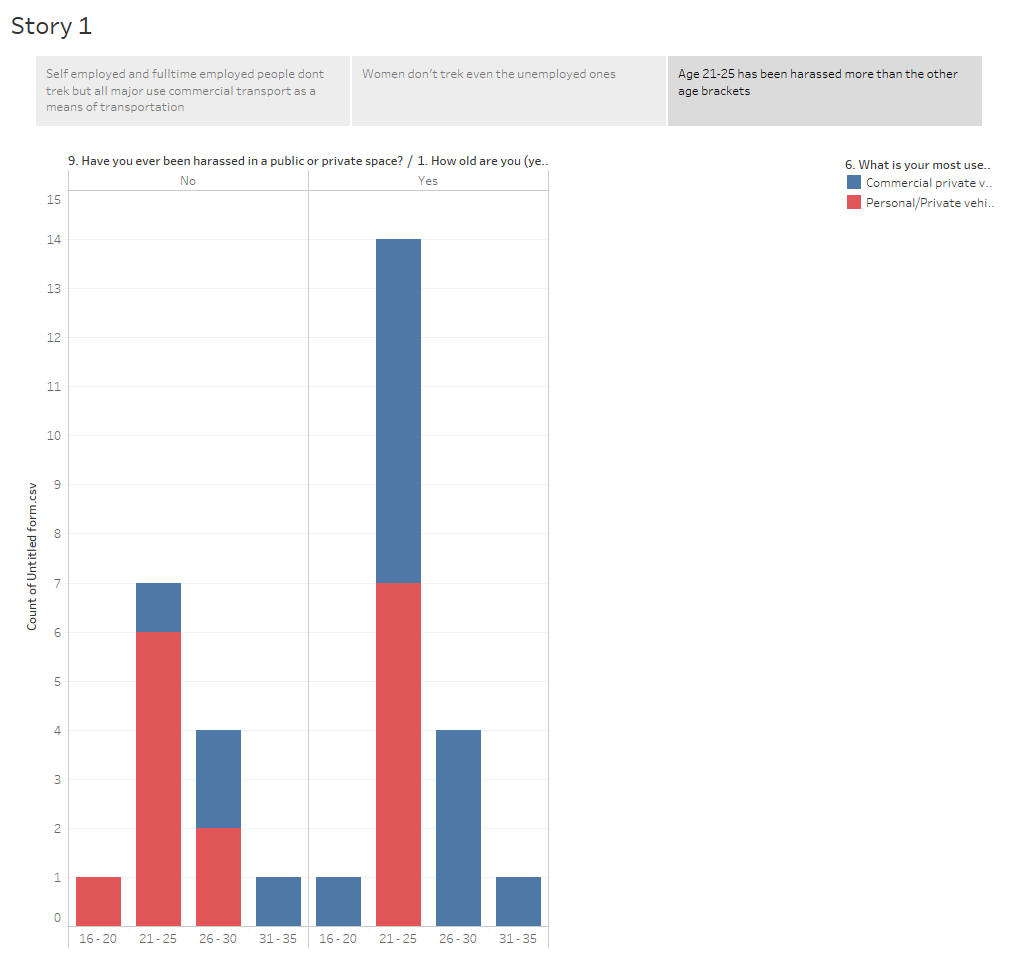 Story 1
Self employed and fulltime employed people dont
trek but all major use commercial transport as a
means of transportation
Women don't trek even the unemployed ones
Age 21-25 has been harassed more than the other
age brackets
9. Have you ever been harassed in a public or private space? / 1. How old are you (ye..
No
Yes
6. What is your most use..
Commercial private v..
Personal/Private vehi..
Count of Untitled form.csv
15
14
13
12
11
10
9
8
7
6
5
4
3
2
1
0
16 - 20
21 - 25
26 - 30
31 - 35
16 - 20
21 - 25
26 - 30
31 - 35